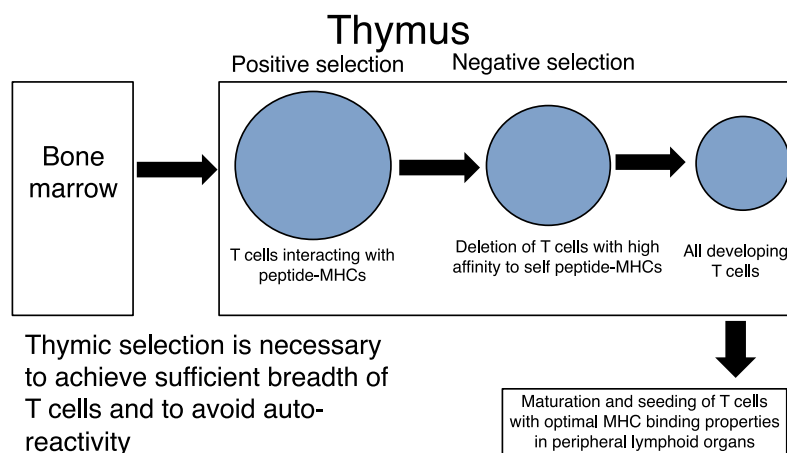 Thymus
Positive selection
Negative selection
Bone
marrow
T cells interacting with
peptide-MHCs
Deletion of T cells with high
affinity to self peptide-MHCs
All developing
T cells
Thymic selection is necessary
to achieve sufficient breadth of
T cells and to avoid auto-
reactivity
Maturation and seeding of T cells
with optimal MHC binding properties
in peripheral lymphoid organs